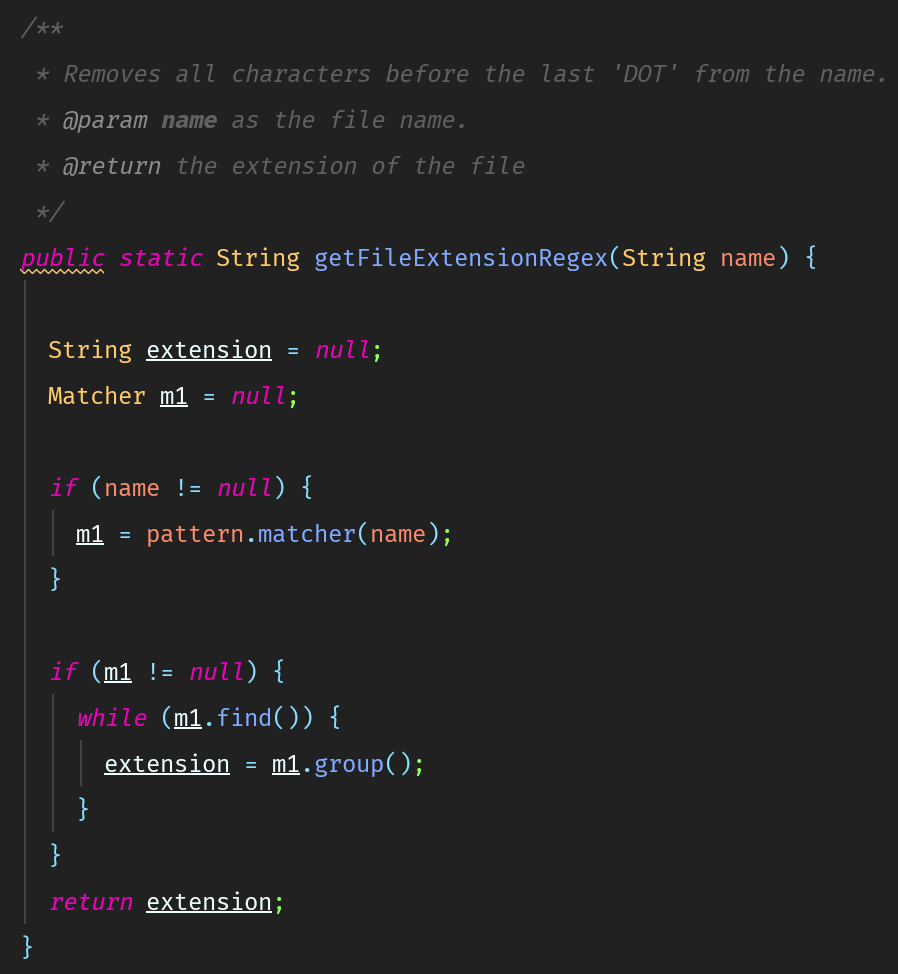 /**
 * Removes all characters before the last 'DOT' from the name.
 * @param name as the file name.
 * @return the extension of the file
 */
public static String getFileExtensionRegex(String name) {
  String extension = null;
  Matcher m1 = null;
  if (name != null) {
    m1 = pattern.matcher(name);
  }
  if (m1 != null) {
    while (m1.find()) {
      extension = m1.group();
    }
  }
  return extension;
}